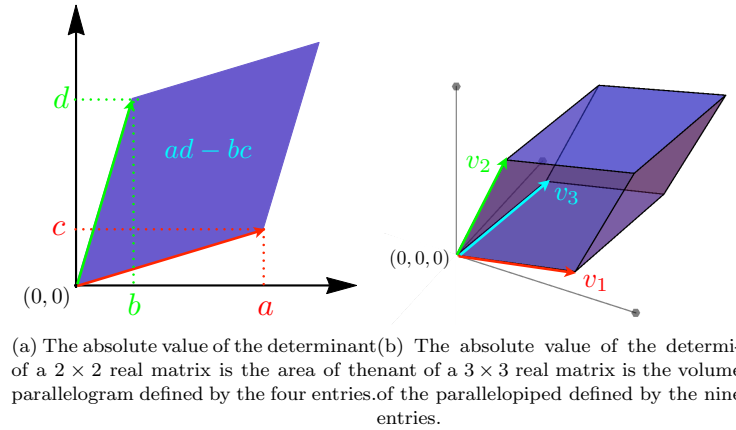 d
ad − bc
c
(0, 0)
b
a
v₂
v₃
(0, 0, 0)
v₁
(a) The absolute value of the determinant
of a 2 × 2 real matrix is the area of the
parallelogram defined by the four entries.
(b) The absolute value of the determi-
nant of a 3 × 3 real matrix is the volume
of the parallelopiped defined by the nine
entries.